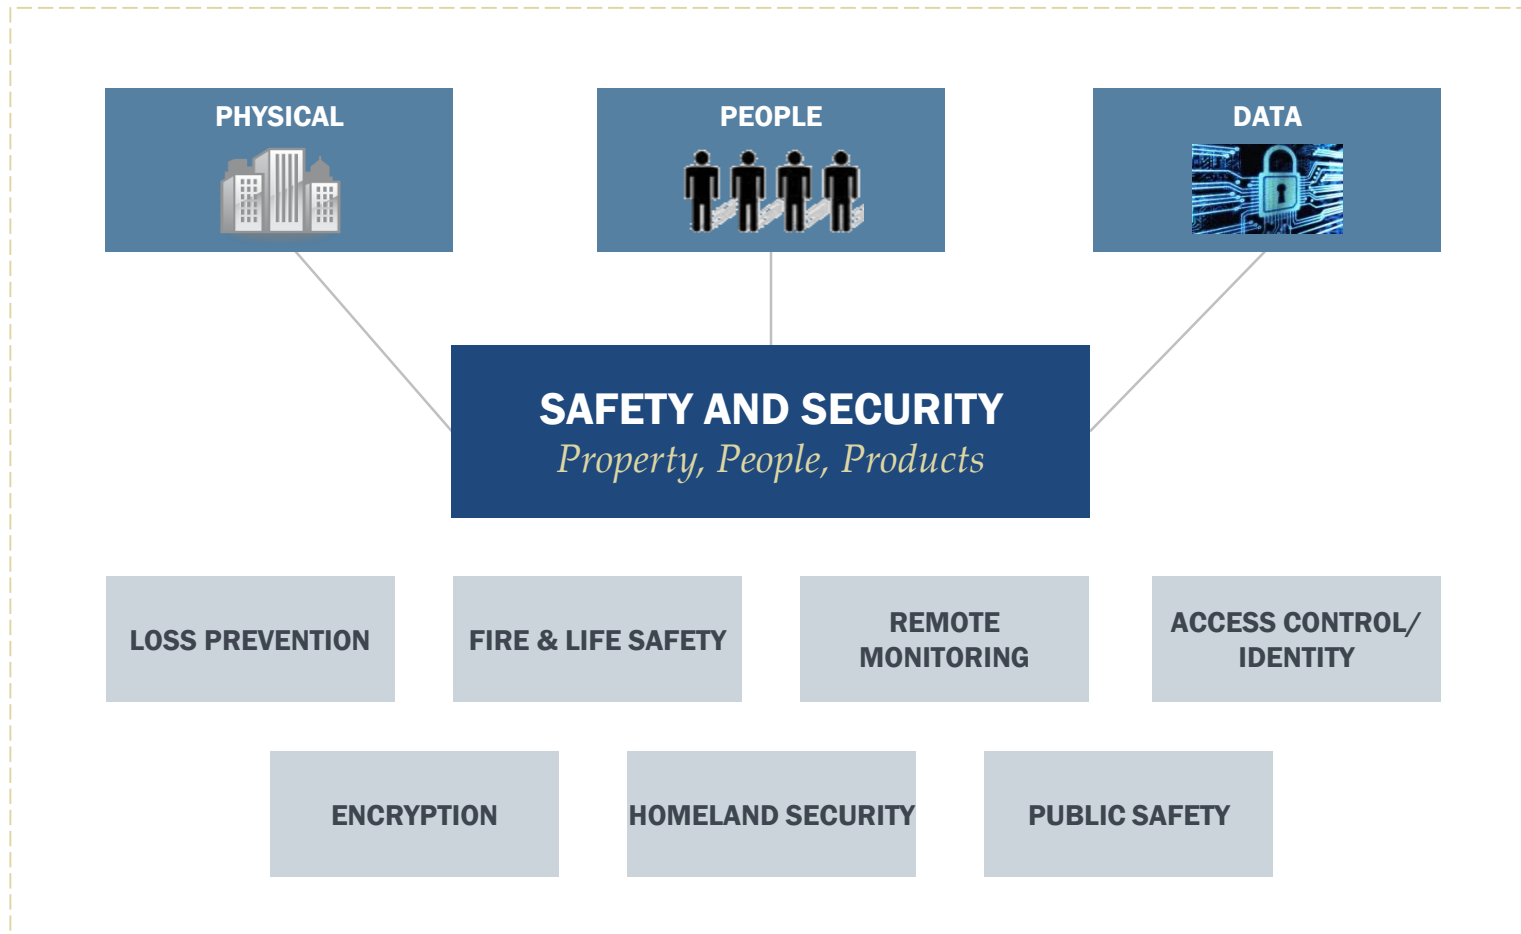 PHYSICAL
PEOPLE
DATA
SAFETY AND SECURITY
Property, People, Products
LOSS PREVENTION
FIRE & LIFE SAFETY
REMOTE
MONITORING
ACCESS CONTROL/
IDENTITY
ENCRYPTION
HOMELAND SECURITY
PUBLIC SAFETY